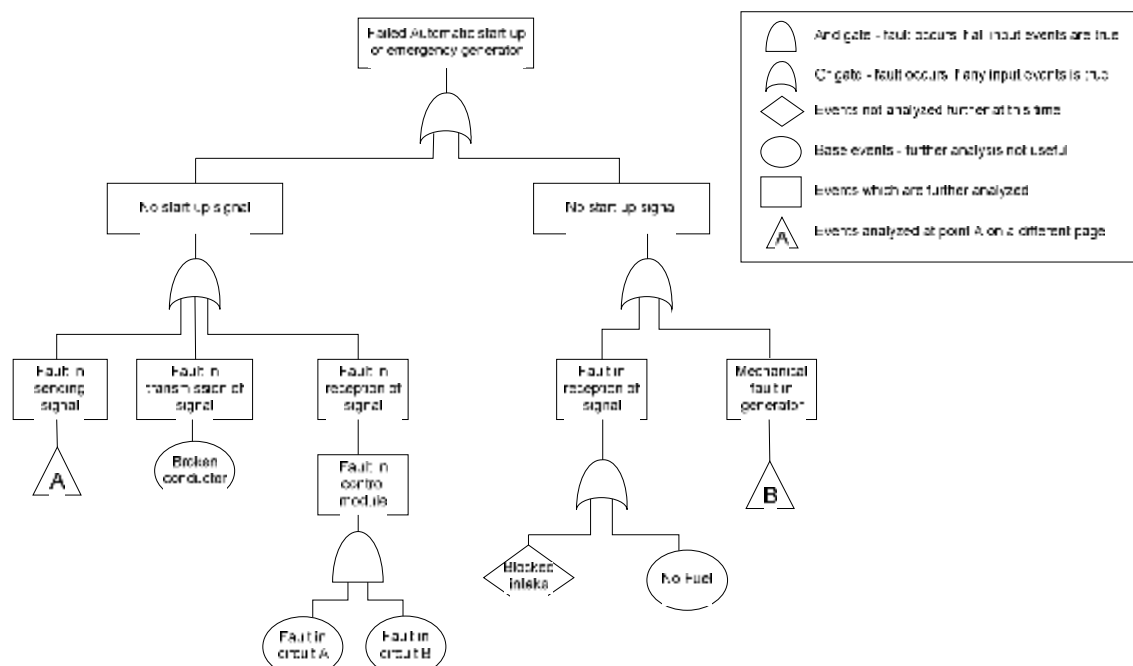 Failed Automatic start up
of emergency generator
And gate - fault occurs if all input events are true
Or gate - fault occurs if any input events is true
Events not analyzed further at this time
Base events - further analysis not useful
Events which are further analyzed
A
Events analyzed at point A on a different page
No start up signal
No start up signal
Fault in
sending
signal
Fault in
transmission of
signal
Fault in
reception of
signal
Fault in
reception of
signal
Mechanical
fault in
generator
A
Broken
conductor
Fault in
control
module
B
Blocked
intake
No Fuel
Fault in
circuit A
Fault in
circuit B